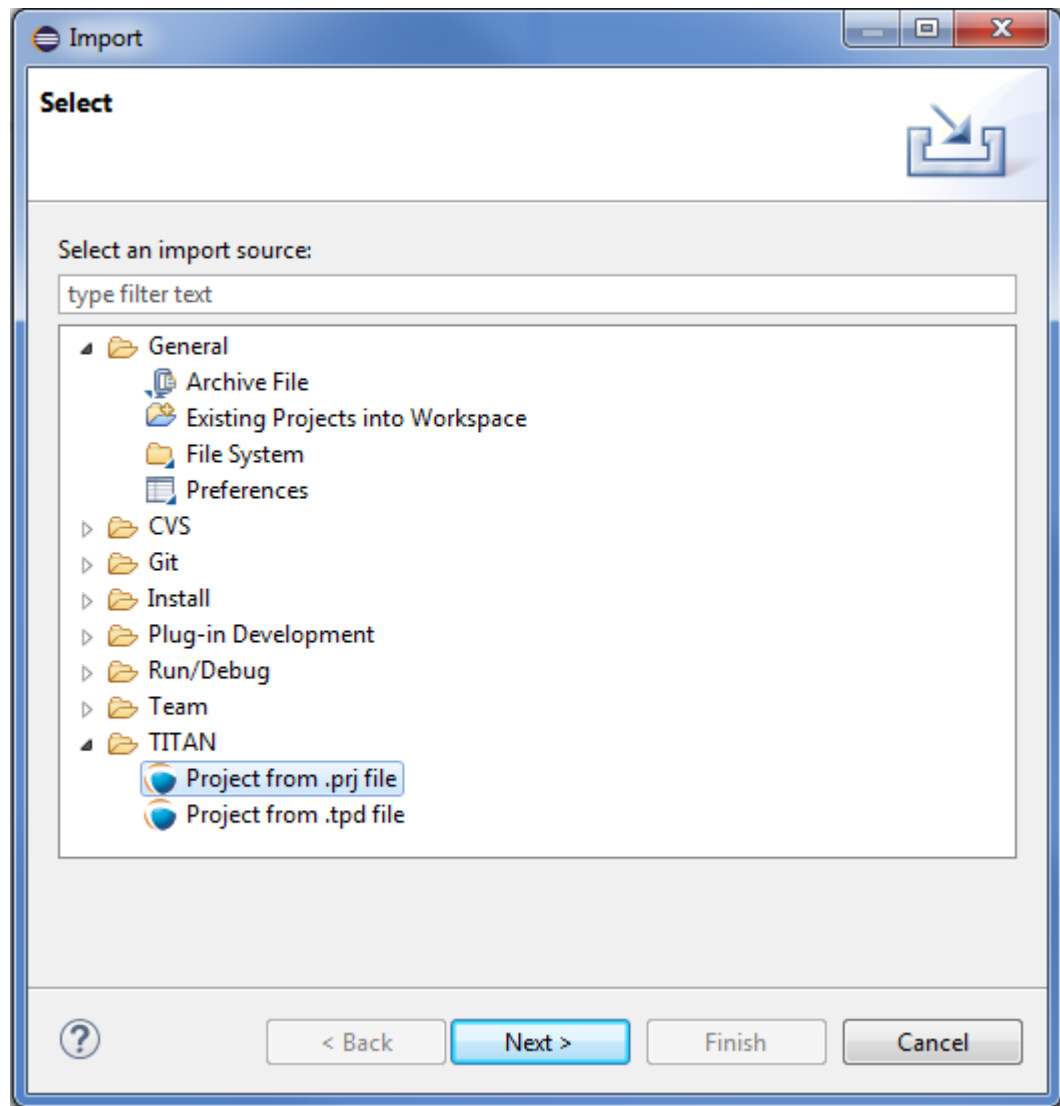 Import
Select
Select an import source:
type filter text
General
Archive File
Existing Projects into Workspace
File System
Preferences
CVS
Git
Install
Plug-in Development
Run/Debug
Team
TITAN
Project from .prj file
Project from .tpd file
? < Back Next > Finish Cancel